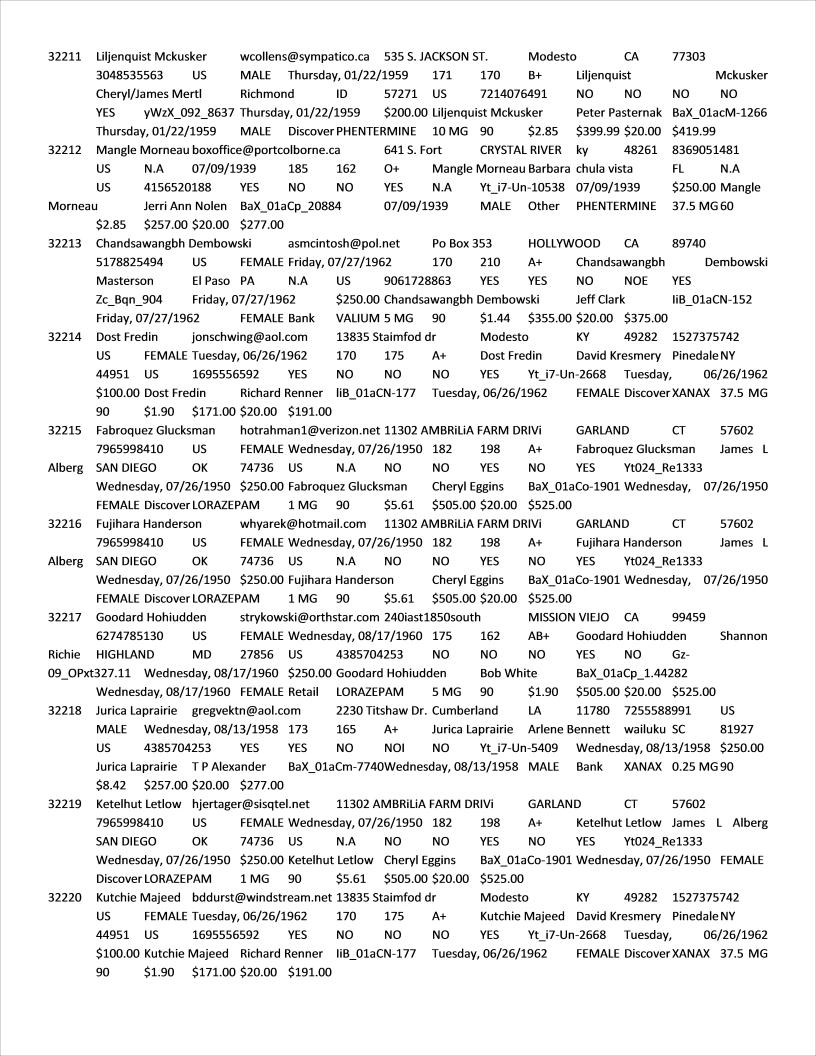 32211 Liljenquist Mckusker wcollens@sympatico.ca 535 S. JACKSON ST. Modesto CA 77303
3048535563 US MALE Thursday, 01/22/1959 171 170 B+ Liljenquist Mckusker
Cheryl/James Mertl Richmond ID 57271 US 7214076491 NO NO NO NO
YES yWzX_092_8637 Thursday, 01/22/1959 $200.00 Liljenquist Mckusker Peter Pasternak BaX_01acM-1266
Thursday, 01/22/1959 MALE Discover PHENTERMINE 10 MG 90 $2.85 $399.99 $20.00 $419.99
32212 Mangle Morneau boxoffice@portcolborne.ca 641 S. Fort CRYSTAL RIVER ky 48261 8369051481
US N.A 07/09/1939 185 162 O+ Mangle Morneau Barbara chula vista FL N.A
US 4156520188 YES NO NO YES N.A Yt_i7-Un-10538 07/09/1939 $250.00 Mangle
Morneau Jerri Ann Nolen BaX_01aCp_20884 07/09/1939 MALE Other PHENTERMINE 37.5 MG 60
$2.85 $257.00 $20.00 $277.00
32213 Chandsawangbh Dembowski asmcintosh@pol.net Po Box 353 HOLLYWOOD CA 89740
5178825494 US FEMALE Friday, 07/27/1962 170 210 A+ Chandsawangbh Dembowski
Masterson El Paso PA N.A US 9061728863 YES YES NO NOE YES
Zc_Bqn_904 Friday, 07/27/1962 $250.00 Chandsawangbh Dembowski Jeff Clark IiB_01aCN-152
Friday, 07/27/1962 FEMALE Bank VALIUM 5 MG 90 $1.44 $355.00 $20.00 $375.00
32214 Dost Fredin jonschwing@aol.com 13835 Staimfod dr Modesto KY 49282 1527375742
US FEMALE Tuesday, 06/26/1962 170 175 A+ Dost Fredin David Kresmery Pinedale NY
44951 US 1695556592 YES NO NO NO YES Yt_i7-Un-2668 Tuesday, 06/26/1962
$100.00 Dost Fredin Richard Renner IiB_01aCN-177 Tuesday, 06/26/1962 FEMALE Discover XANAX 37.5 MG
90 $1.90 $171.00 $20.00 $191.00
32215 Fabroquez Glucksman hotrahman1@verizon.net 11302 AMBRiLiA FARM DRIVi GARLAND CT 57602
7965998410 US FEMALE Wednesday, 07/26/1950 182 198 A+ Fabroquez Glucksman James L
Alberg SAN DIEGO OK 74736 US N.A NO NO YES NO YES Yt024_Re1333
Wednesday, 07/26/1950 $250.00 Fabroquez Glucksman Cheryl Eggins BaX_01aCo-1901 Wednesday, 07/26/1950
FEMALE Discover LORAZEPAM 1 MG 90 $5.61 $505.00 $20.00 $525.00
32216 Fujihara Handerson whyarek@hotmail.com 11302 AMBRiLiA FARM DRIVi GARLAND CT 57602
7965998410 US FEMALE Wednesday, 07/26/1950 182 198 A+ Fujihara Handerson James L
Alberg SAN DIEGO OK 74736 US N.A NO NO YES NO YES Yt024_Re1333
Wednesday, 07/26/1950 $250.00 Fujihara Handerson Cheryl Eggins BaX_01aCo-1901 Wednesday, 07/26/1950
FEMALE Discover LORAZEPAM 1 MG 90 $5.61 $505.00 $20.00 $525.00
32217 Goodard Hohiudden strykowski@orthstar.com 240iast1850south MISSION VIEJO CA 99459
6274785130 US FEMALE Wednesday, 08/17/1960 175 162 AB+ Goodard Hohiudden Shannon
Richie HIGHLAND MD 27856 US 4385704253 NO NO NO YES NO Gz-
09_OPxt327.11 Wednesday, 08/17/1960 $250.00 Goodard Hohiudden Bob White BaX_01aCp_1.44282
Wednesday, 08/17/1960 FEMALE Retail LORAZEPAM 5 MG 90 $1.90 $505.00 $20.00 $525.00
32218 Jurica Laprairie gregvektn@aol.com 2230 Titshaw Dr. Cumberland LA 11780 7255588991 US
MALE Wednesday, 08/13/1958 173 165 A+ Jurica Laprairie Arlene Bennett wailuku SC 81927
US 4385704253 YES YES NO NOI NO Yt_i7-Un-5409 Wednesday, 08/13/1958 $250.00
Jurica Laprairie T P Alexander BaX_01aCm-7740Wednesday, 08/13/1958 MALE Bank XANAX 0.25 MG 90
$8.42 $257.00 $20.00 $277.00
32219 Ketelhut Letlow hjertager@sisqtel.net 11302 AMBRiLiA FARM DRIVi GARLAND CT 57602
7965998410 US FEMALE Wednesday, 07/26/1950 182 198 A+ Ketelhut Letlow James L Alberg
SAN DIEGO OK 74736 US N.A NO NO YES NO YES Yt024_Re1333
Wednesday, 07/26/1950 $250.00 Ketelhut Letlow Cheryl Eggins BaX_01aCo-1901 Wednesday, 07/26/1950 FEMALE
Discover LORAZEPAM 1 MG 90 $5.61 $505.00 $20.00 $525.00
32220 Kutchie Majeed bddurst@windstream.net 13835 Staimfod dr Modesto KY 49282 1527375742
US FEMALE Tuesday, 06/26/1962 170 175 A+ Kutchie Majeed David Kresmery Pinedale NY
44951 US 1695556592 YES NO NO NO YES Yt_i7-Un-2668 Tuesday, 06/26/1962
$100.00 Kutchie Majeed Richard Renner IiB_01aCN-177 Tuesday, 06/26/1962 FEMALE Discover XANAX 37.5 MG
90 $1.90 $171.00 $20.00 $191.00